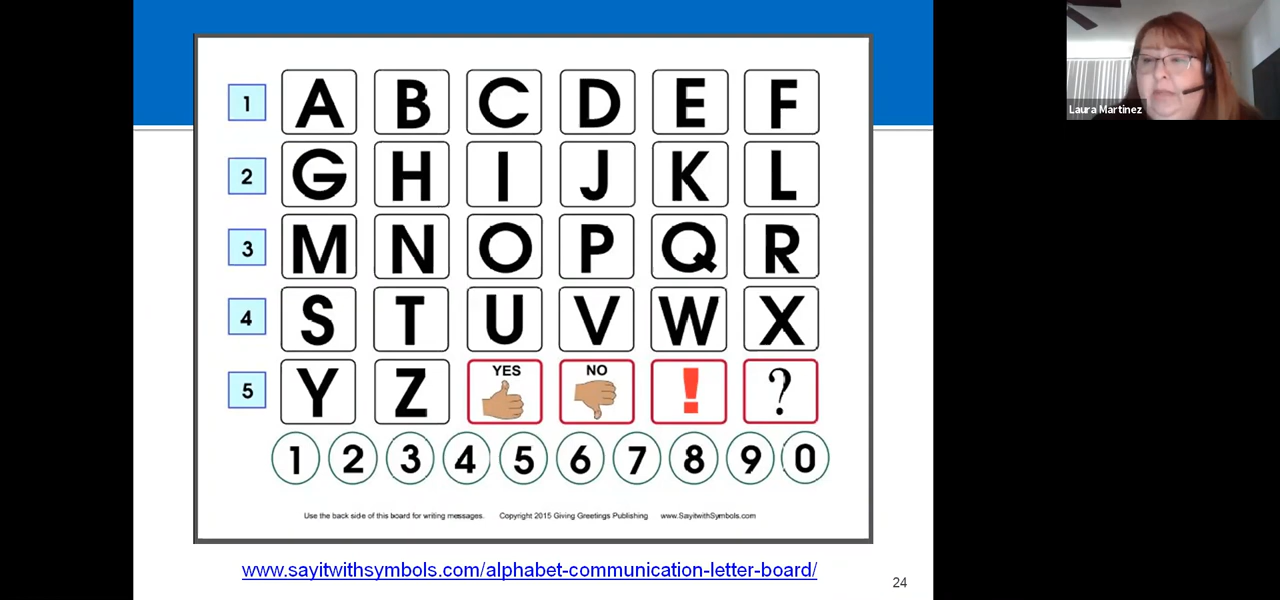 1 A B C D E F
Laura Martinez
2 G H I J K L
3 M N O P Q R
4 S T U V W X
YES NO
5 Y Z ! ?
1 2 3 4 5 6 7 8 9 0
Use the back side of this board for writing messages. Copyright 2015 Giving Greetings Publishing www.SayitwithSymbols.com
www.sayitwithsymbols.com/alphabet-communication-letter-board/
24